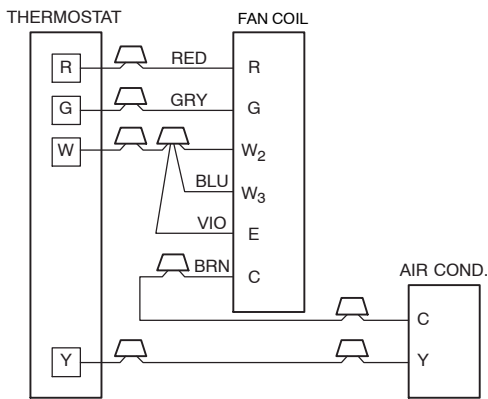 THERMOSTAT
FAN COIL
R
RED
R
G
GRY
G
W
W2
BLU
W3
VIO
E
BRN
C
AIR COND.
C
Y
Y